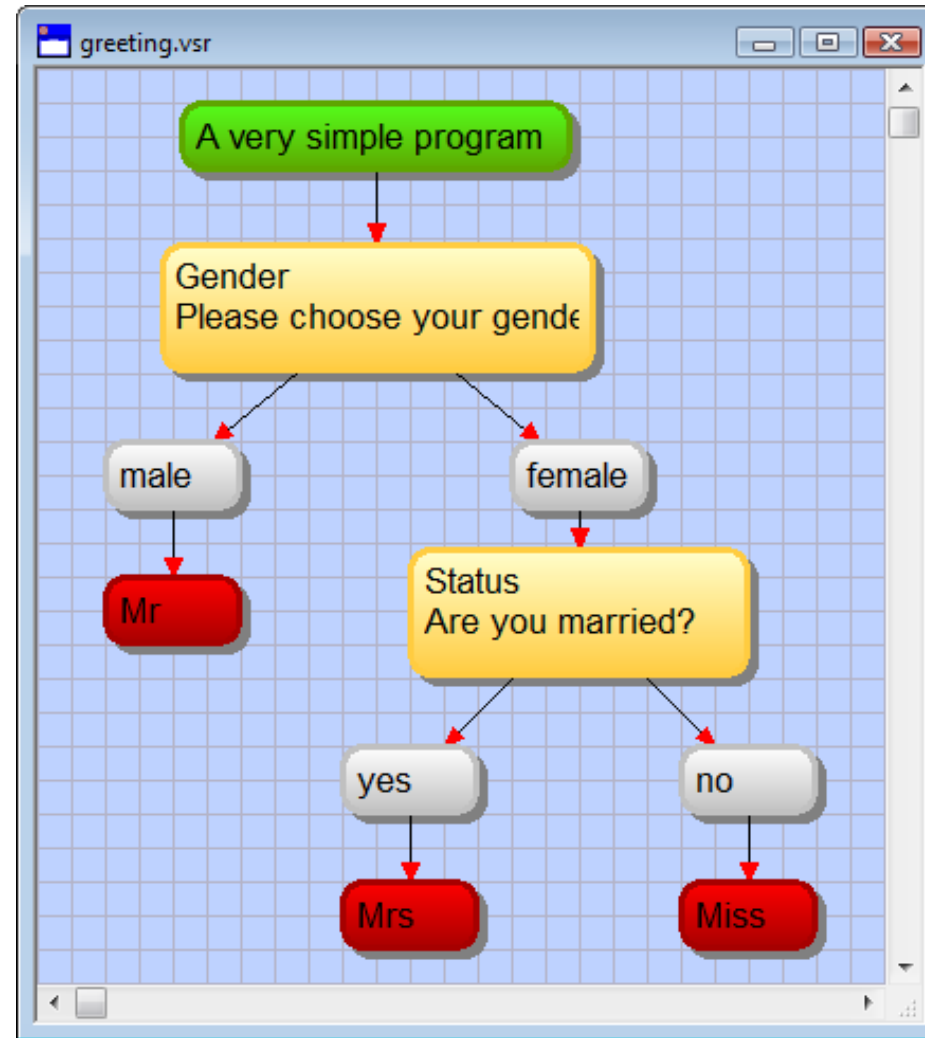 greeting.vsr
A very simple program
Gender
Please choose your gende
male
female
Mr
Status
Are you married?
yes
no
Mrs
Miss